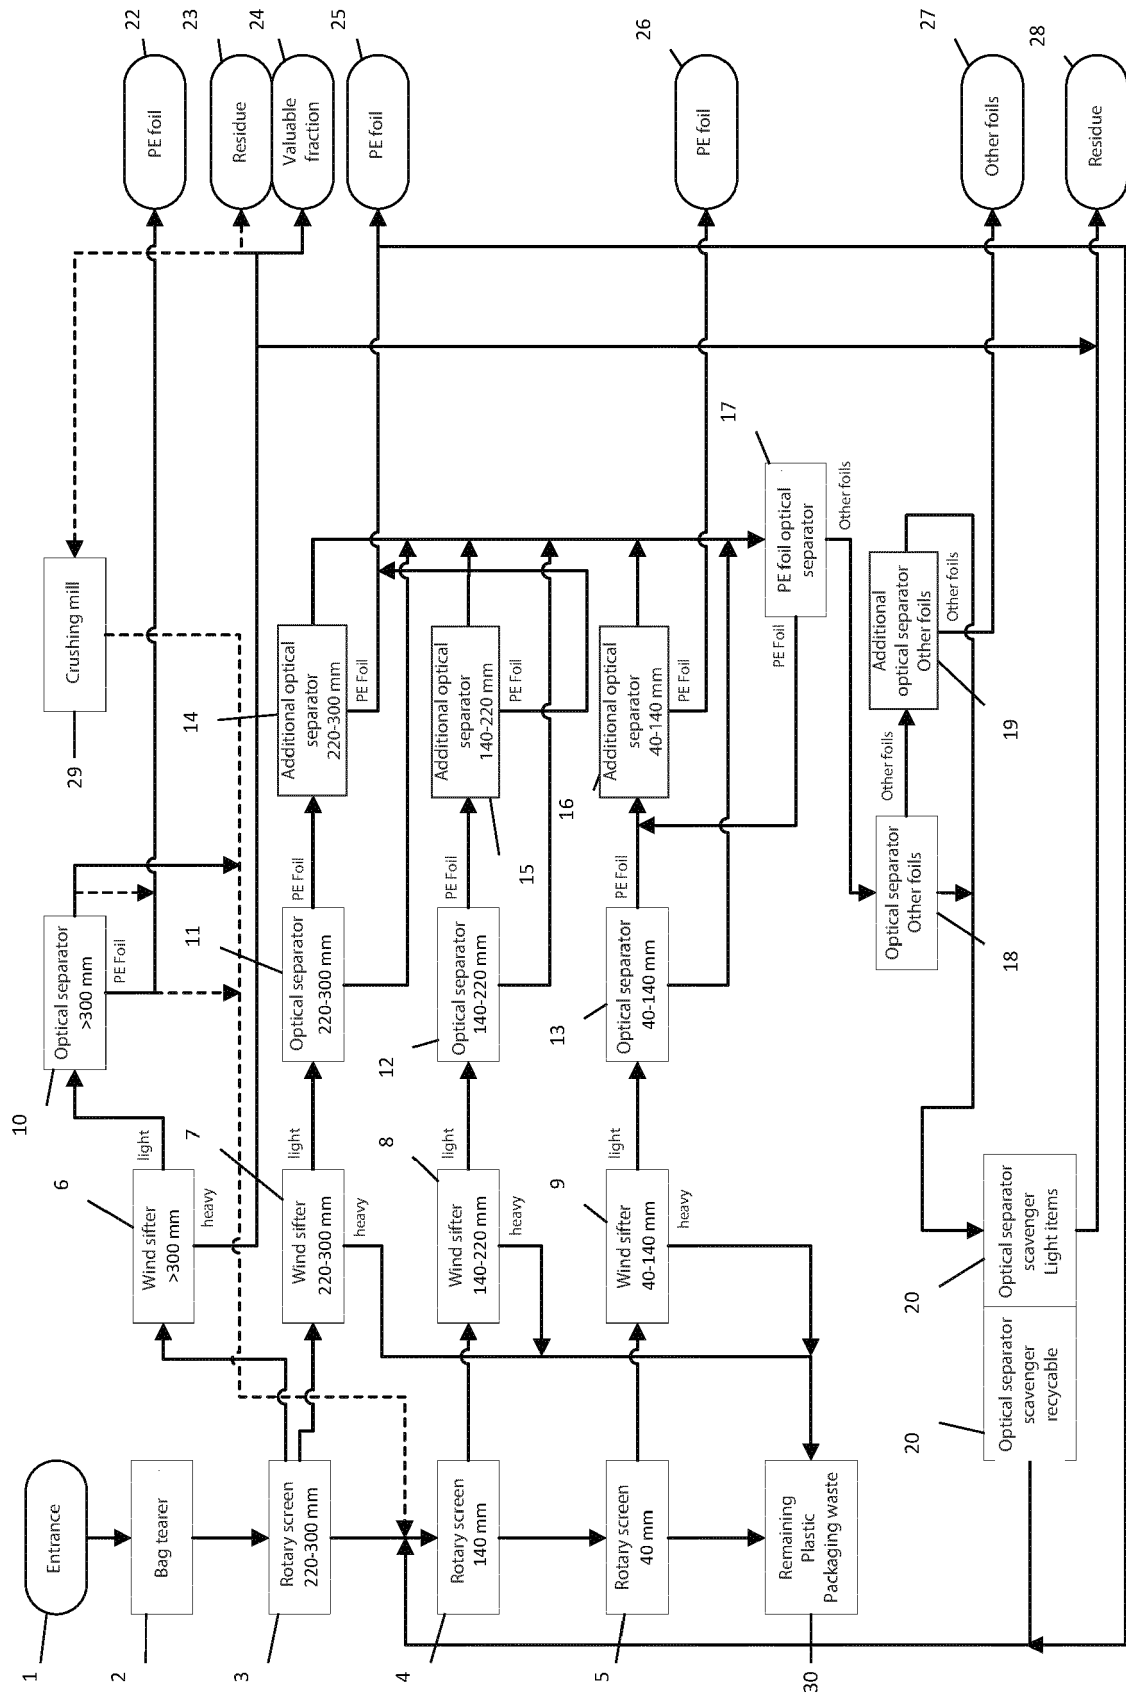 1
Entrance
2
Bag tearer
3
Rotary screen
220-300 mm
4
Rotary screen
140 mm
5
Rotary screen
40 mm
30
Remaining
Plastic
Packaging waste
6
Wind sifter
>300 mm
light
heavy
7
Wind sifter
220-300 mm
light
heavy
8
Wind sifter
140-220 mm
light
heavy
9
Wind sifter
40-140 mm
light
heavy
20
Optical separator
scavenger
recycable
20
Optical separator
scavenger
Light items
10
Optical separator
>300 mm
PE Foil
11
Optical separator
220-300 mm
PE Foil
12
Optical separator
140-220 mm
PE Foil
13
Optical separator
40-140 mm
PE Foil
18
Optical separator
Other foils
Other foils
29
Crushing mill
14
Additional optical
separator
220-300 mm
PE Foil
15
Additional optical
separator
140-220 mm
PE Foil
16
Additional optical
separator
40-140 mm
PE Foil
17
PE foil optical
separator
PE Foil
Other foils
19
Additional
optical separator
Other foils
Other foils
22
PE foil
23
Residue
24
Valuable
fraction
25
PE foil
26
PE foil
27
Other foils
28
Residue